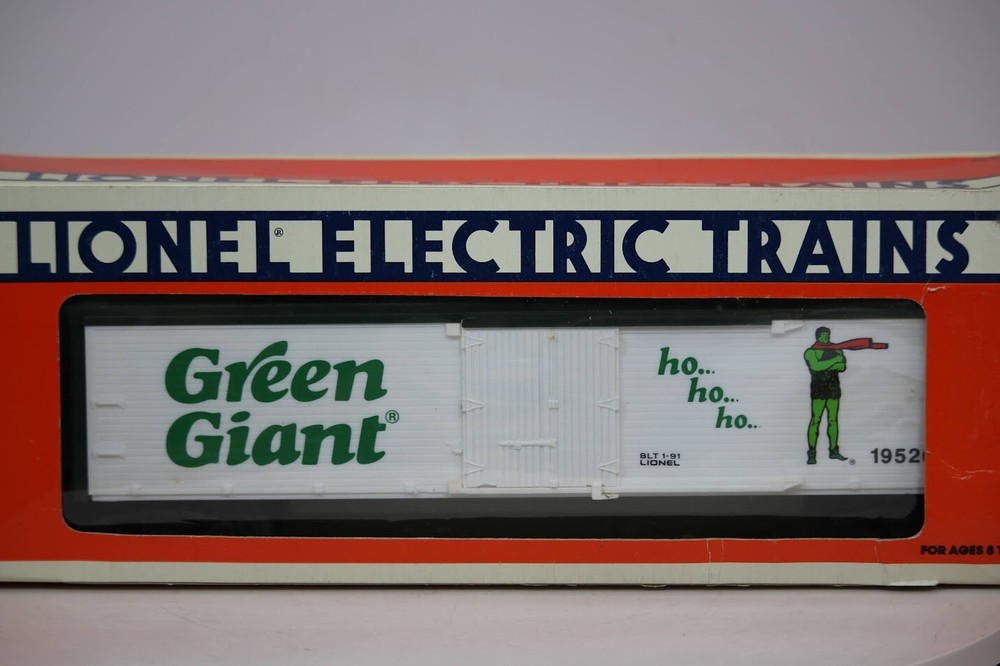 LIONEL® ELECTRIC TRAINS
Green
Giant®
ho...
ho...
ho...
BLT 1-91
LIONEL
®
1952
FOR AGES 8